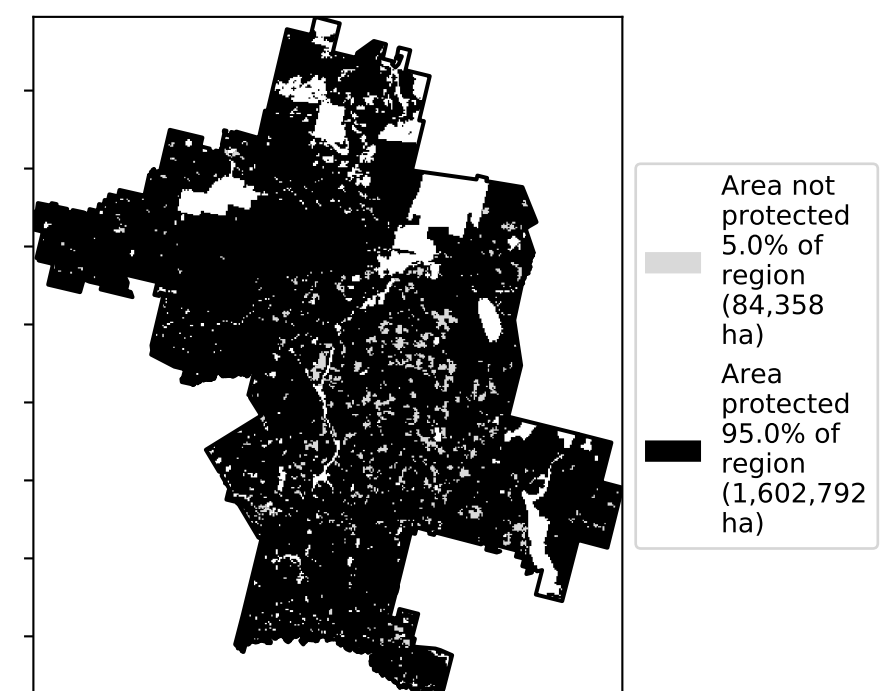 Area not
protected
5.0% of
region
(84,358
ha)
Area
protected
95.0% of
region
(1,602,792
ha)